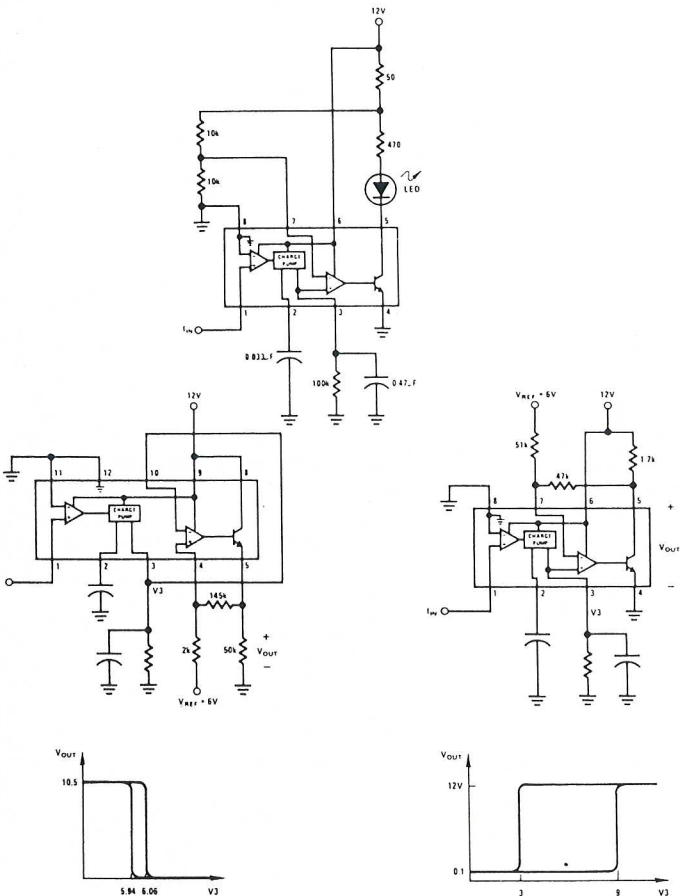 12V
50
10k
470
10k
LED
8 7 6 5
CHARGE
PUMP
1 2 3 4
fIN
0.033_F
100k
0.47_F
12V
11 12 10 9 8
CHARGE
PUMP
1 2 3 4 5
V3
145k
2k
50k
+
VOUT
–
VREF = 6V
VREF = 6V
12V
51k
47k
1 7k
8 7 6 5
CHARGE
PUMP
+
VOUT
–
1 2 3 4
fIN
V3
VOUT
10.5
5.94 6.06 V3
VOUT
12V
0.1
3 9 V3